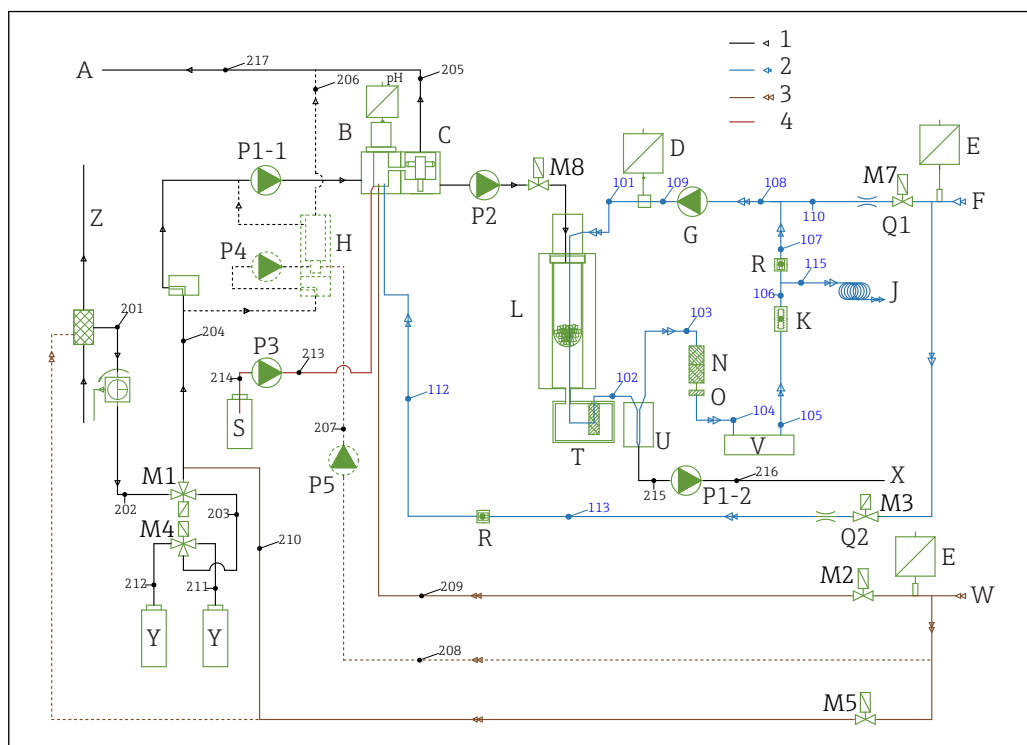 1
2
3
4
A
217
206
205
pH
B
C
D
E
P1-1
P2
M8
101
109
108
110
M7
F
G
Q1
Z
P4
H
107
R
115
106
J
K
L
201
204
103
N
P3
213
214
102
O
112
S
104
105
T
U
V
207
M1
P5
X
216
215
P1-2
202
203
M4
210
M3
113
R
Q2
E
212
211
M2
209
W
Y
Y
208
M5